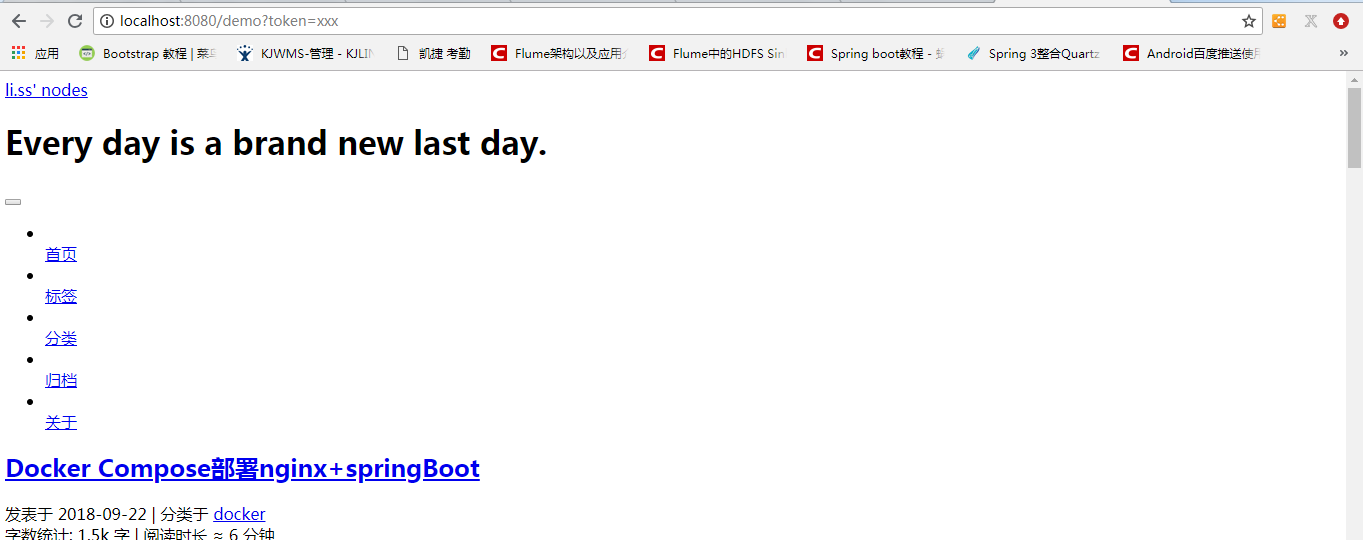 localhost:8080/demo?token=xxx
应用 Bootstrap 教程 | 菜 KJWMS-管理 - KJLIN 凯捷 考勤 Flume架构以及应用 Flume中的HDFS Sin Spring boot教程 - Spring 3整合Quartz Android百度推送使用 »
li.ss' nodes
Every day is a brand new last day.
首页
标签
分类
归档
关于
Docker Compose部署nginx+springBoot
发表于 2018-09-22 | 分类于 docker
字数统计: 1.5k 字 | 阅读时长 ≈ 6 分钟